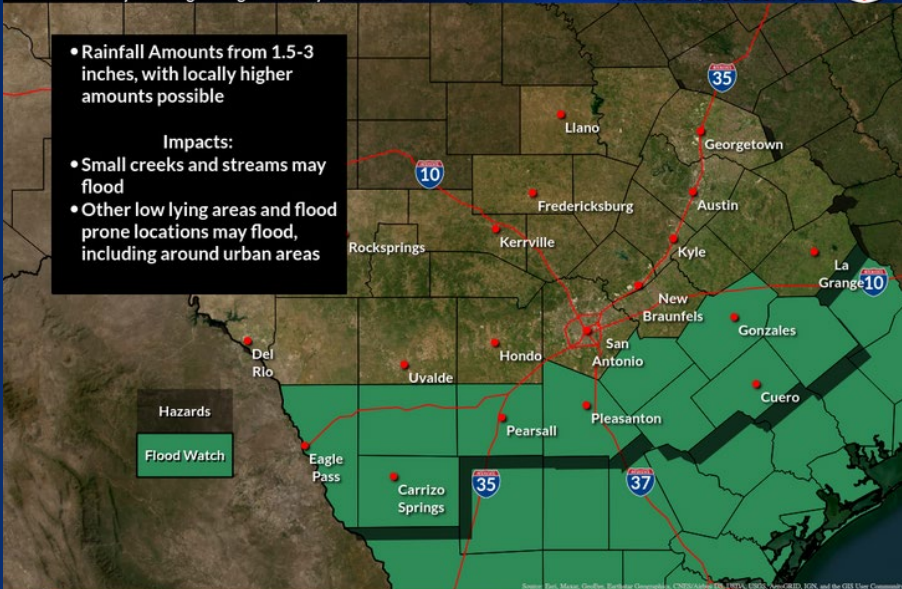 • Rainfall Amounts from 1.5-3
inches, with locally higher
amounts possible
Impacts:
• Small creeks and streams may
flood
• Other low lying areas and flood
prone locations may flood,
including around urban areas
35
Llano
Georgetown
10
Fredericksburg
Austin
Rocksprings
Kerrville
Kyle
La
Grange
10
New
Braunfels
Gonzales
Del
Rio
Hondo
San
Antonio
Uvalde
Cuero
Hazards
Pleasanton
Pearsall
Flood Watch
Eagle
Pass
35
37
Carrizo
Springs